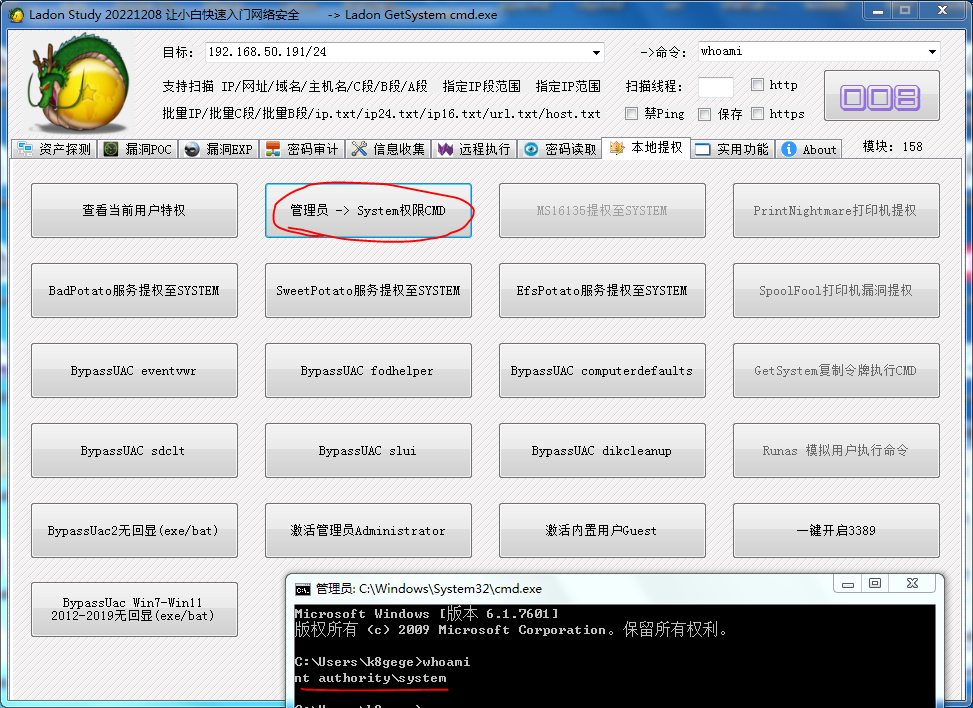 Ladon Study 20221208 让小白快速入门网络安全 -> Ladon GetSystem cmd.exe
目标: 192.168.50.191/24 ->命令: whoami
支持扫描 IP/网址/域名/主机名/C段/B段/A段 指定IP段范围 指定IP范围 扫描线程: http
批量IP/批量C段/批量B段/ip.txt/ip24.txt/ip16.txt/url.txt/host.txt 禁Ping 保存 https
资产探测 漏洞POC 漏洞EXP 密码审计 信息收集 远程执行 密码读取 本地提权 实用功能 About 模块: 158
查看当前用户特权 管理员 -> System权限CMD MS16135提权至SYSTEM PrintNightmare打印机提权
BadPotato服务提权至SYSTEM SweetPotato服务提权至SYSTEM EfsPotato服务提权至SYSTEM SpoolFool打印机漏洞提权
BypassUAC eventvwr BypassUAC fodhelper BypassUAC computerdefaults GetSystem复制令牌执行CMD
BypassUAC sdclt BypassUAC slui BypassUAC dikcleanup Runas 模拟用户执行命令
BypassUac2无回显(exe/bat) 激活管理员Administrator 激活内置用户Guest 一键开启3389
BypassUac Win7-Win11
2012-2019无回显(exe/bat)
管理员: C:\Windows\System32\cmd.exe
Microsoft Windows [版本 6.1.7601]
版权所有 (c) 2009 Microsoft Corporation。保留所有权利。
C:\Users\k8gege>whoami
nt authority\system